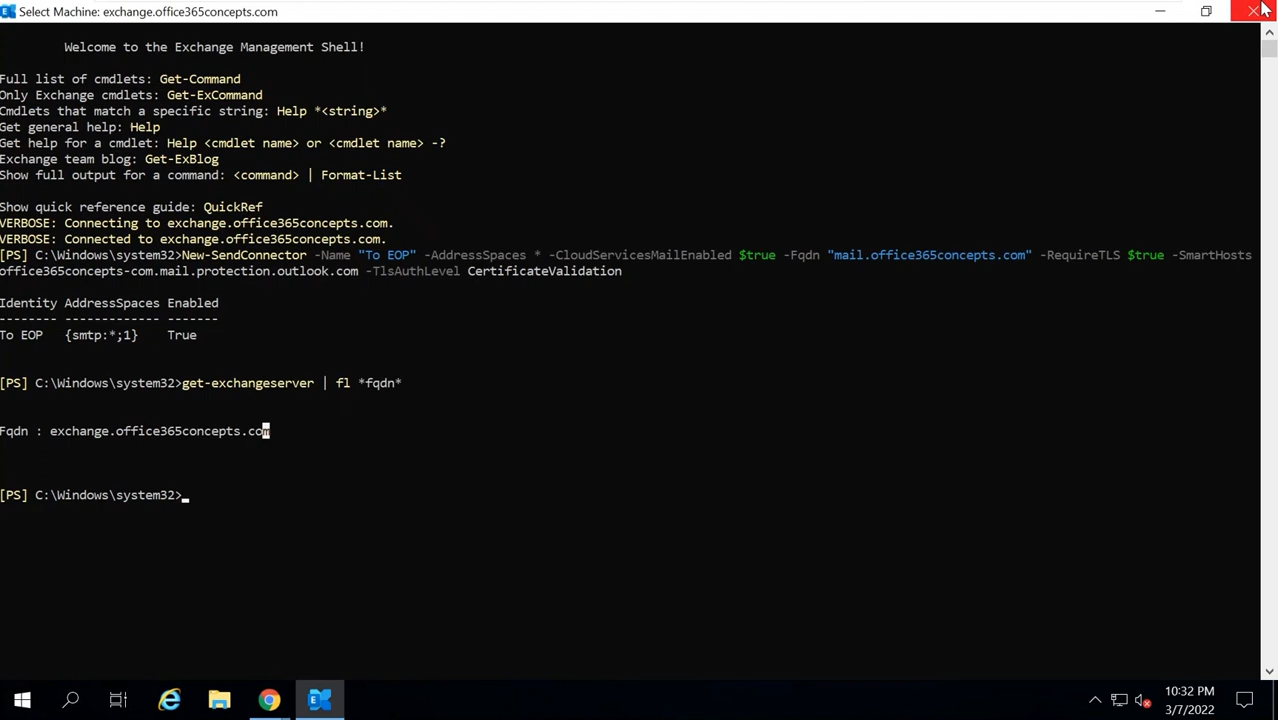 Select Machine: exchange.office365concepts.com
Welcome to the Exchange Management Shell!
Full list of cmdlets: Get-Command
Only Exchange cmdlets: Get-ExCommand
Cmdlets that match a specific string: Help *<string>*
Get general help: Help
Get help for a cmdlet: Help <cmdlet name> or <cmdlet name> -?
Exchange team blog: Get-ExBlog
Show full output for a command: <command> | Format-List
Show quick reference guide: QuickRef
VERBOSE: Connecting to exchange.office365concepts.com.
VERBOSE: Connected to exchange.office365concepts.com.
[PS] C:\Windows\system32>New-SendConnector -Name "To EOP" -AddressSpaces * -CloudServicesMailEnabled $true -Fqdn "mail.office365concepts.com" -RequireTLS $true -SmartHosts
office365concepts-com.mail.protection.outlook.com -TlsAuthLevel CertificateValidation
Identity AddressSpaces Enabled
-------- ------------- -------
To EOP {smtp:*;1} True
[PS] C:\Windows\system32>get-exchangeserver | fl *fqdn*
Fqdn : exchange.office365concepts.com
[PS] C:\Windows\system32>
10:32 PM
3/7/2022